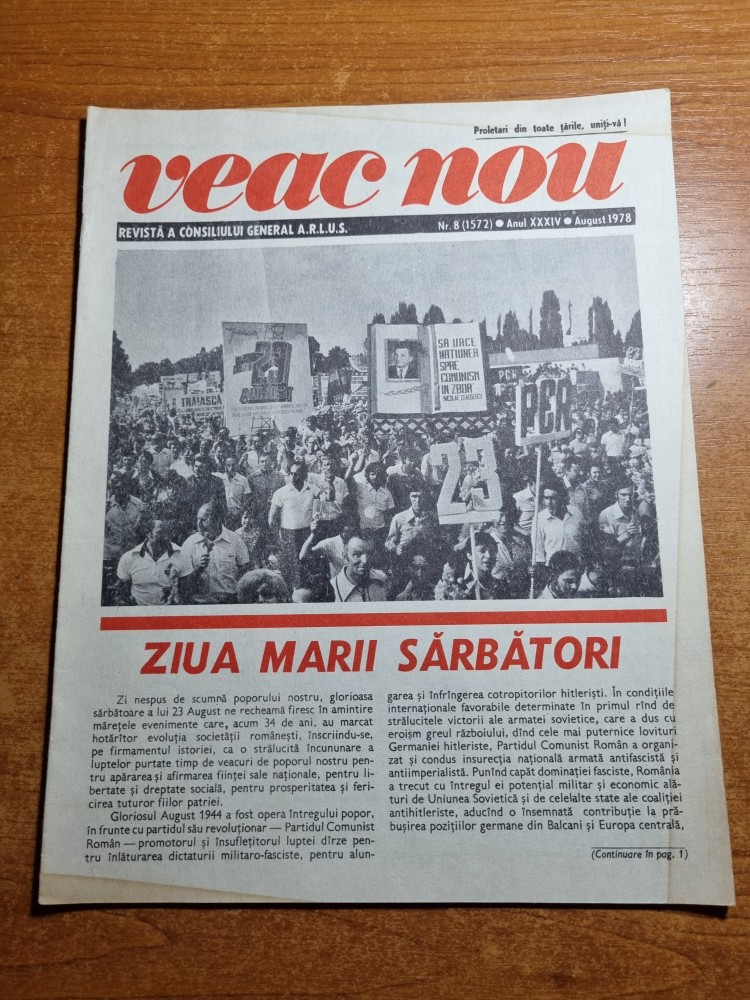 Proletari din toate țările, uniți-vă!
veac nou
REVISTĂ A CONSILIULUI GENERAL A.R.L.U.S.
Nr. 8 (1572) ● Anul XXXIV ● August 1978
TRĂIASCĂ
23
AUGUST
SĂ URCE
NAȚIUNEA
SPRE
COMUNISM
ÎN ZBOR
NICOLAE CEAUȘESCU
PCR
PCR
23
ZIUA MARII SĂRBĂTORI
Zi nespus de scumnă poporului nostru, glorioasa
sărbătoare a lui 23 August ne recheamă firesc în amintire
mărețele evenimente care, acum 34 de ani, au marcat
hotărîtor evoluția societății românești, înscriindu-se,
pe firmamentul istoriei, ca o strălucită încununare a
luptelor purtate timp de veacuri de poporul nostru pen-
tru apărarea și afirmarea ființei sale naționale, pentru li-
bertate și dreptate socială, pentru prosperitatea și feri-
cirea tuturor fiilor patriei.
Gloriosul August 1944 a fost opera întregului popor,
în frunte cu partidul său revoluționar — Partidul Comunist
Român — promotorul și însuflețitorul luptei dîrze pen-
tru înlăturarea dictaturii militaro-fasciste, pentru alun-
garea și înfrîngerea cotropitorilor hitleriști. În condițiile
internaționale favorabile determinate în primul rînd de
strălucitele victorii ale armatei sovietice, care a dus cu
eroism greul războiului, dînd cele mai puternice lovituri
Germaniei hitleriste, Partidul Comunist Român a organi-
zat și condus insurecția națională armată antifascistă și
antiimperialistă. Punînd capăt dominației fasciste, România
a trecut cu întregul ei potențial militar și economic ală-
turi de Uniunea Sovietică și de celelalte state ale coaliției
antihitleriste, aducînd o însemnată contribuție la pră-
bușirea pozițiilor germane din Balcani și Europa centrală,
(Continuare în pag. 1)